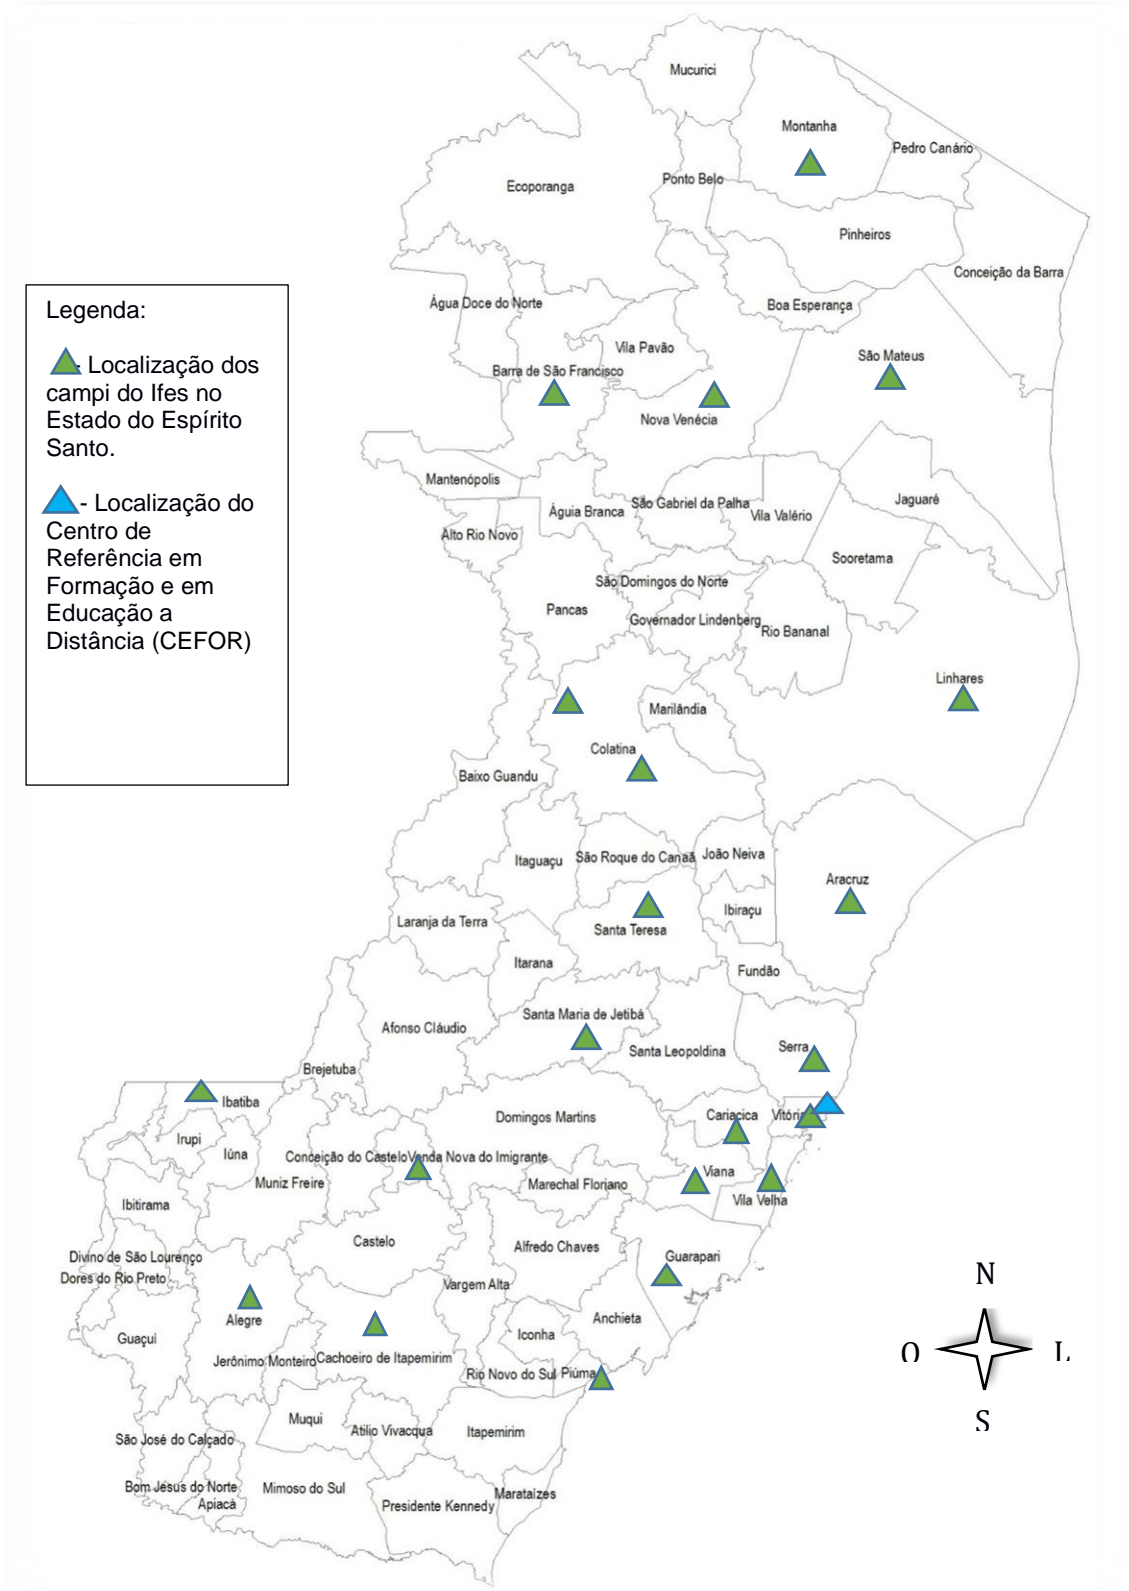 Mucurici
Montanha
Pedro Canário
Ponto Belo
Ecoporanga
Pinheiros
Conceição da Barra
Água Doce do Norte
Boa Esperança
Legenda:
- Localização dos
campi do Ifes no
Estado do Espírito
Santo.
- Localização do
Centro de
Referência em
Formação e em
Educação a
Distância (CEFOR)
Vila Pavão
São Mateus
Barra de São Francisco
Nova Venécia
Mantenópolis
Jaguaré
São Gabriel da Palha
Águia Branca
Vila Valério
Alto Rio Novo
Sooretama
São Domingos do Norte
Pancas
Governador Lindenberg
Rio Bananal
Linhares
Marilândia
Colatina
Baixo Guandu
Itaguaçu
São Roque do Canaã
João Neiva
Aracruz
Laranja da Terra
Ibiraçu
Santa Teresa
Itarana
Fundão
Santa Maria de Jetibá
Afonso Cláudio
Serra
Santa Leopoldina
Brejetuba
Ibatiba
Domingos Martins
Cariacica
Vitória
Irupi
Iúna
Conceição do Castelo
Venda Nova do Imigrante
Viana
Muniz Freire
Marechal Floriano
Vila Velha
Ibitirama
Castelo
Alfredo Chaves
Guarapari
Divino de São Lourenço
Dores do Rio Preto
Vargem Alta
N
Alegre
Anchieta
Guaçuí
Iconha
O
L
Jerônimo Monteiro
Cachoeiro de Itapemirim
Rio Novo do Sul
Piúma
S
Muqui
Atilio Vivacqua
Itapemirim
São José do Calçado
Bom Jesus do Norte
Mimoso do Sul
Apiacá
Presidente Kennedy
Marataízes